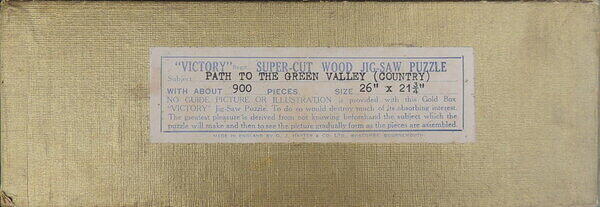 "VICTORY" Regd. SUPER-CUT WOOD JIG-SAW PUZZLE
Subject PATH TO THE GREEN VALLEY (COUNTRY)
WITH ABOUT 900 PIECES SIZE 26" x 21¾"
NO GUIDE PICTURE OR ILLUSTRATION is provided with this Gold Box
"VICTORY" Jig-Saw Puzzle. To do so would destroy much of its absorbing interest.
The greatest pleasure is derived from not knowing beforehand the subject which the
puzzle will make and then to see the picture gradually form as the pieces are assembled.
MADE IN ENGLAND BY G. J. HAYTER & CO. LTD., BOSCOMBE BOURNEMOUTH